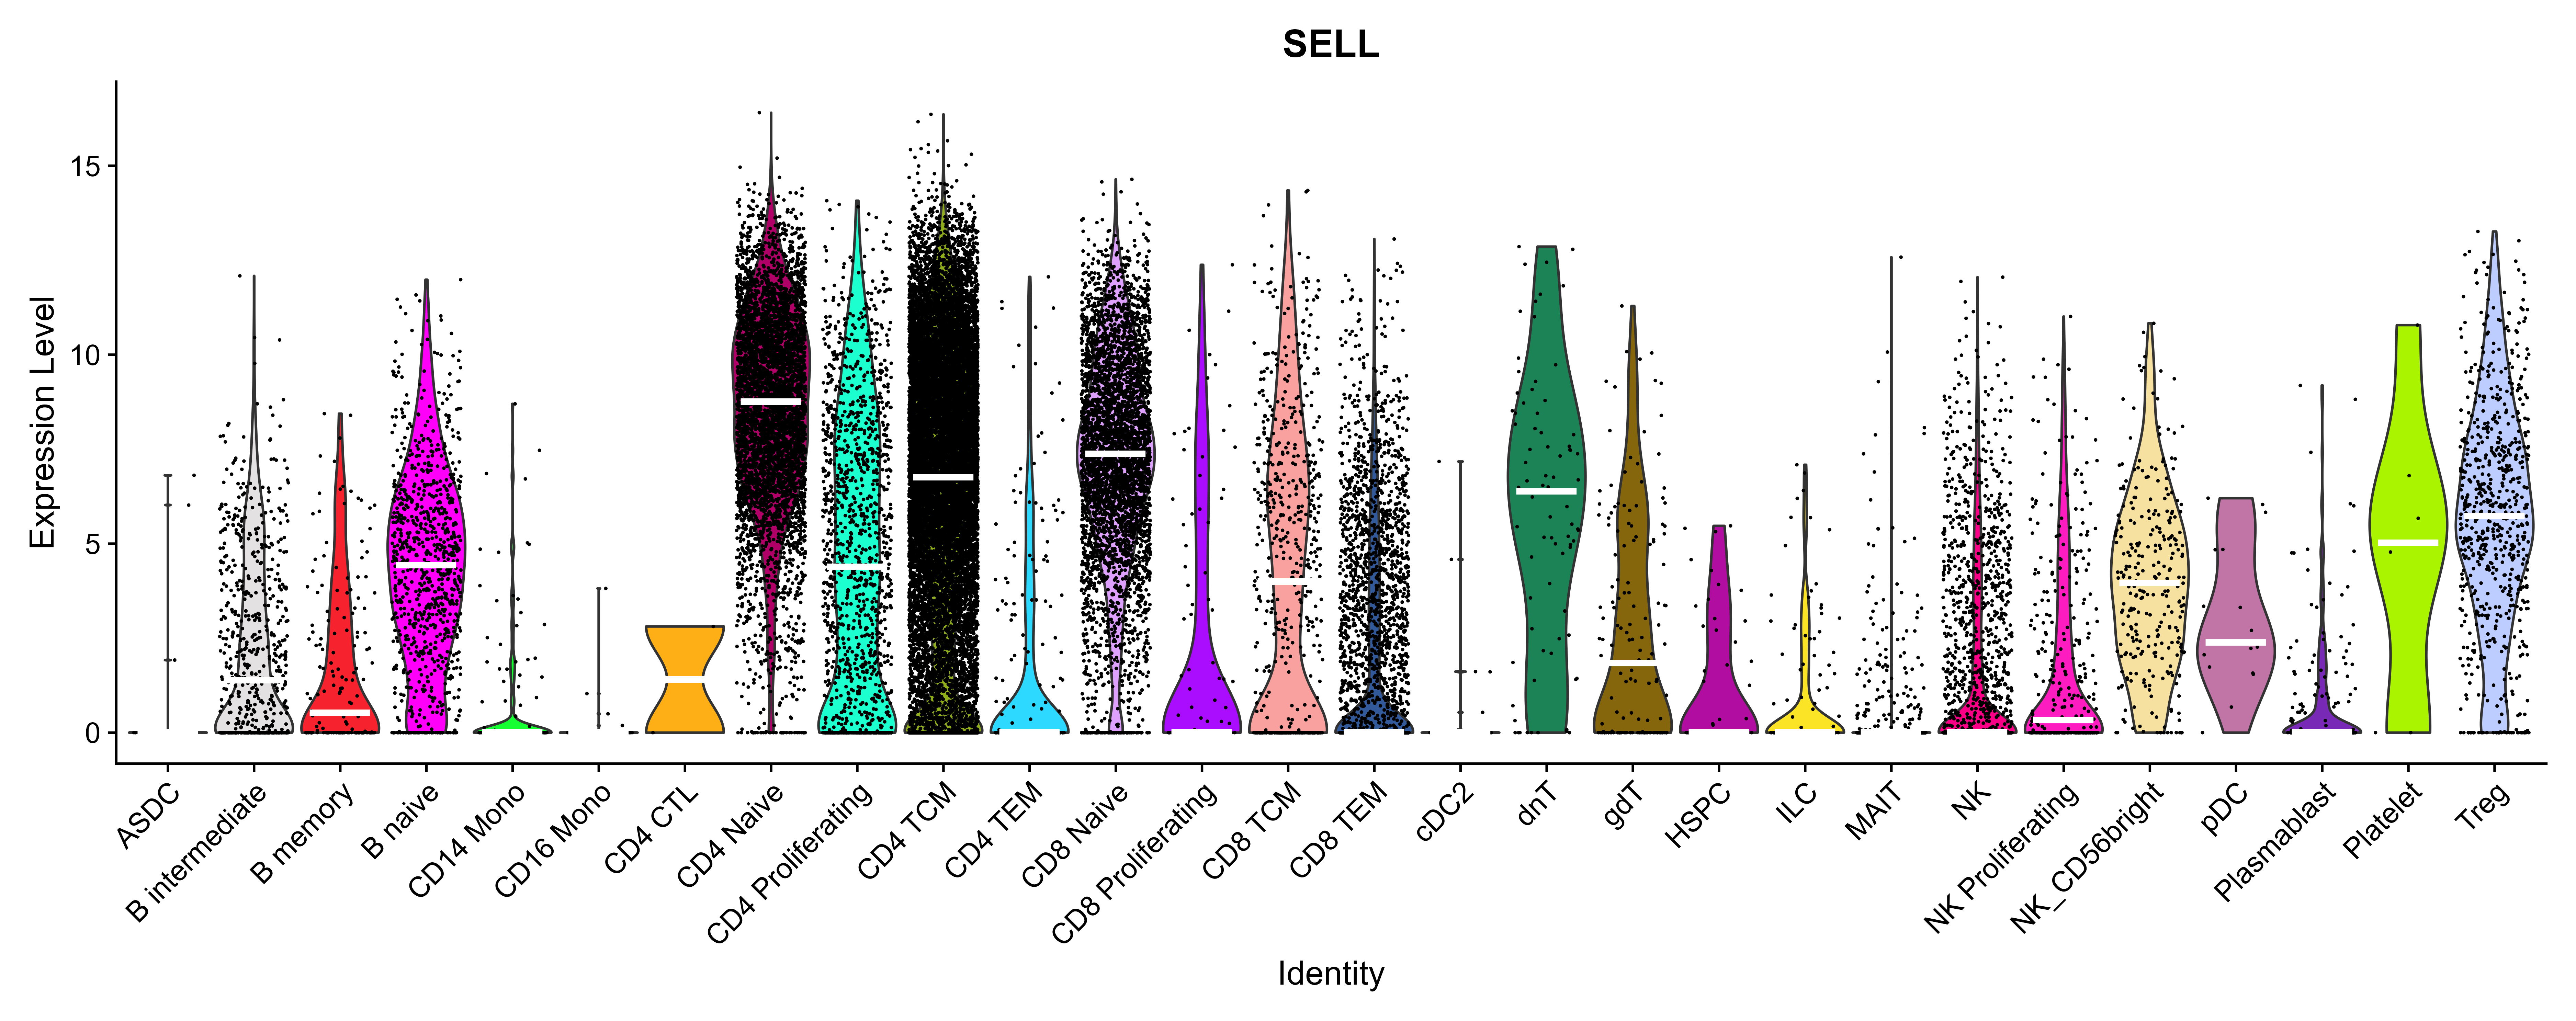 SELL
Expression Level
15
10
5
0
ASDC
B intermediate
B memory
B naive
CD14 Mono
CD16 Mono
CD4 CTL
CD4 Naive
CD4 Proliferating
CD4 TCM
CD4 TEM
CD8 Naive
CD8 Proliferating
CD8 TCM
CD8 TEM
cDC2
dnT
gdT
HSPC
ILC
MAIT
NK
NK Proliferating
NK_CD56bright
pDC
Plasmablast
Platelet
Treg
Identity